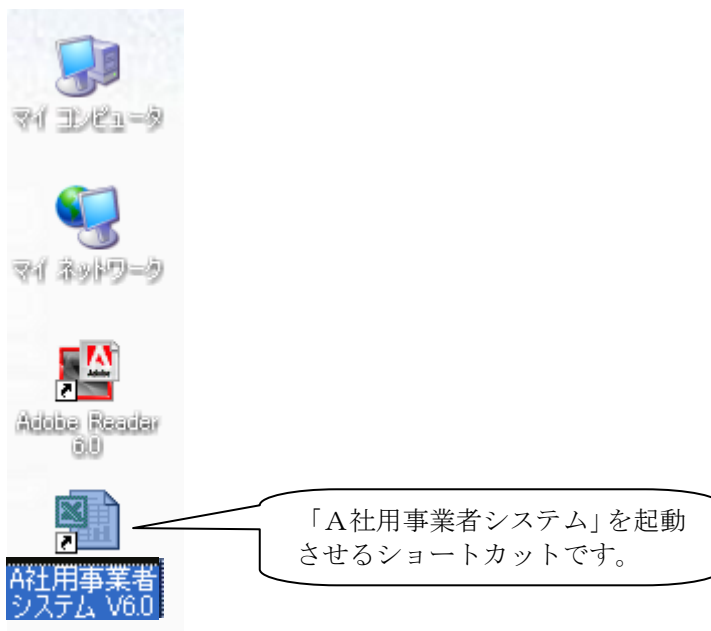 マイ コンピュータ
マイ ネットワーク
Adobe
Adobe Reader
6.0
A社用事業者
システム V6.0
「A社用事業者システム」を起動
させるショートカットです。